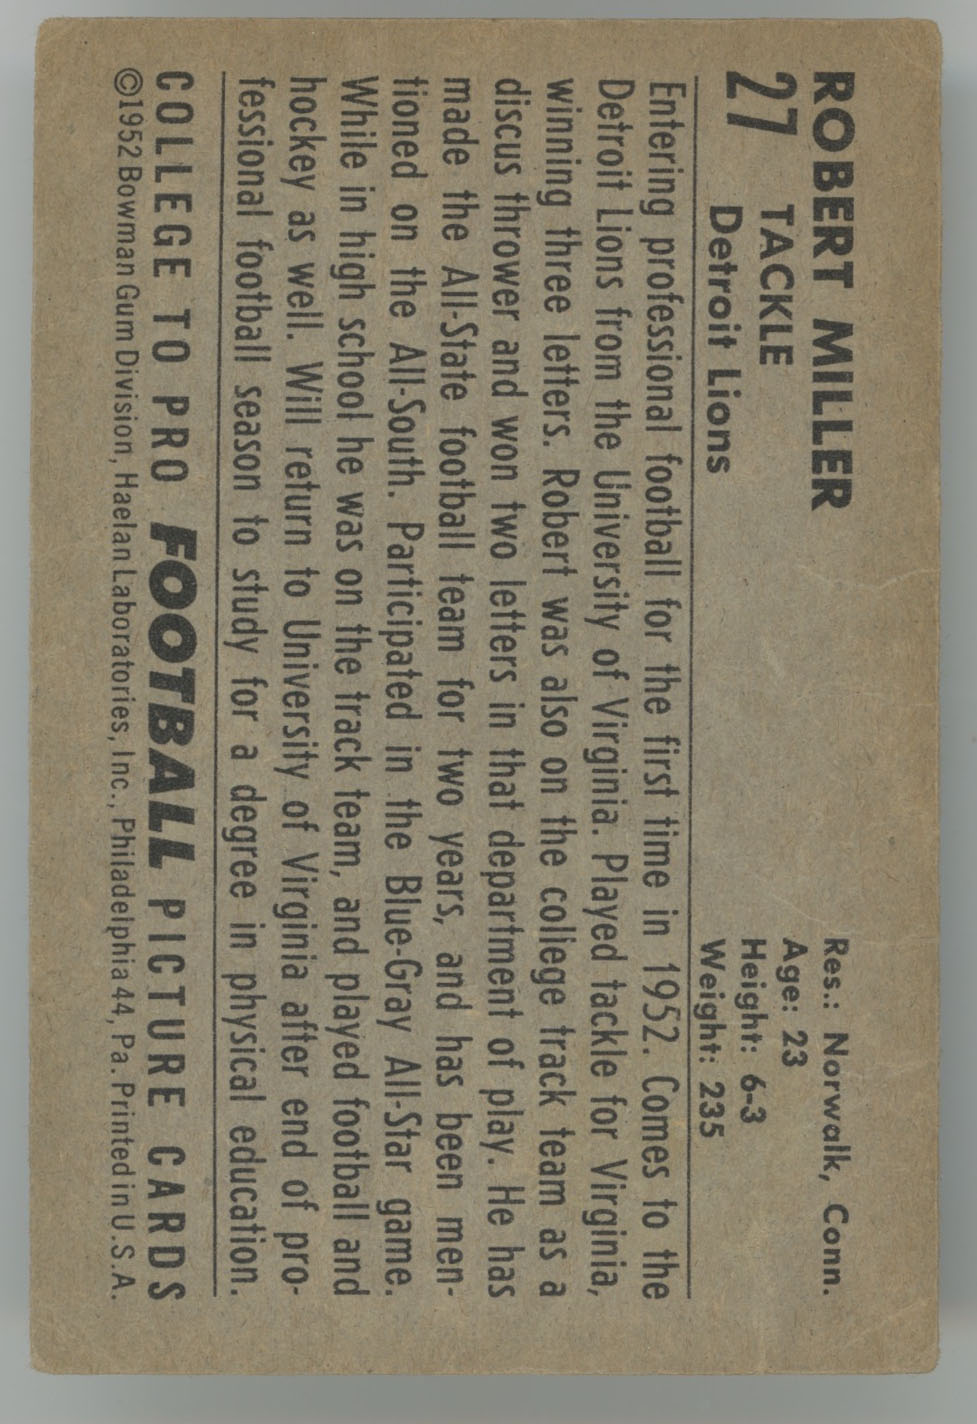 ROBERT MILLER
27 TACKLE
Detroit Lions
Res.: Norwalk, Conn.
Age: 23
Height: 6-3
Weight: 235
Entering professional football for the first time in 1952. Comes to the
Detroit Lions from the University of Virginia. Played tackle for Virginia,
winning three letters. Robert was also on the college track team as a
discus thrower and won two letters in that department of play. He has
made the All-State football team for two years, and has been men-
tioned on the All-South. Participated in the Blue-Gray All-Star game.
While in high school he was on the track team, and played football and
hockey as well. Will return to University of Virginia after end of pro-
fessional football season to study for a degree in physical education.
COLLEGE TO PRO FOOTBALL PICTURE CARDS
©1952 Bowman Gum Division, Haelan Laboratories, Inc., Philadelphia 44, Pa. Printed in U.S.A.